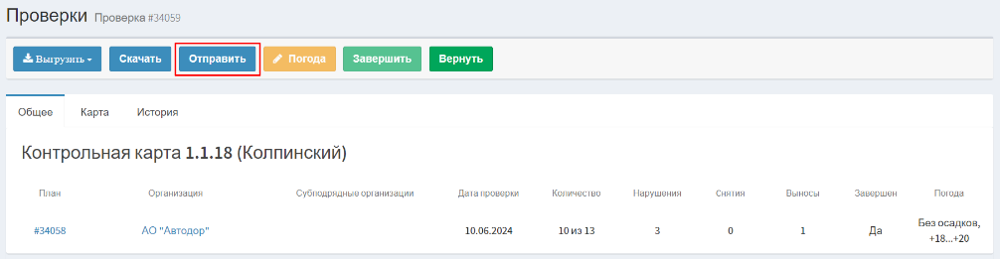 Проверки Проверка #34059
Выгрузить Скачать Отправить Погода Завершить Вернуть
Общее Карта История
Контрольная карта 1.1.18 (Колпинский)
План Организация Субподрядные организации Дата проверки Количество Нарушения Снятия Выносы Завершен Погода
#34058 АО "Автодор" 10.06.2024 10 из 13 3 0 1 Да Без осадков,
+18...+20